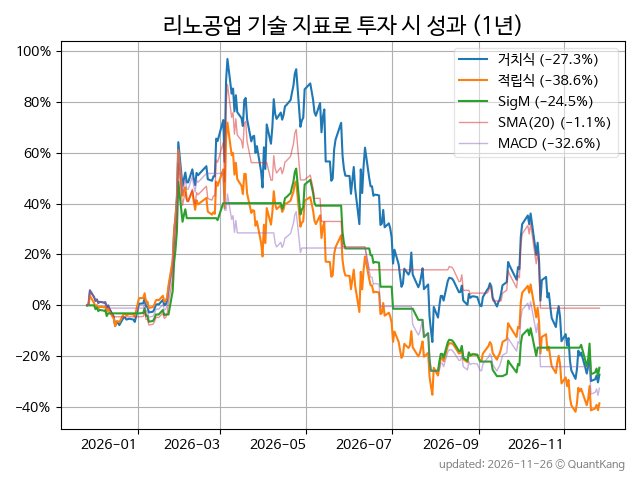 리노공업 기술 지표로 투자 시 성과 (1년)
100%
80%
60%
40%
20%
0%
−20%
−40%
거치식 (−27.3%)
적립식 (−38.6%)
SigM (−24.5%)
SMA(20) (−1.1%)
MACD (−32.6%)
2026-01
2026-03
2026-05
2026-07
2026-09
2026-11
updated: 2026-11-26 © QuantKang